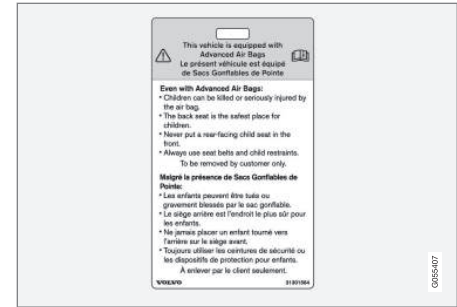 This vehicle is equipped with
Advanced Air Bags
Le présent véhicule est équipé
de Sacs Gonflables de Pointe
Even with Advanced Air Bags:
• Children can be killed or seriously injured by
the air bag.
• The back seat is the safest place for
children.
• Never put a rear-facing child seat in the
front.
• Always use seat belts and child restraints.
To be removed by customer only.
Malgré la présence de Sacs Gonflables de
Pointe:
• Les enfants peuvent être tués ou
gravement blessés par le sac gonflable.
• Le siège arrière est l'endroit le plus sûr pour
les enfants.
• Ne jamais placer un enfant tourné vers
l'arrière sur le siège avant.
• Toujours utiliser les ceintures de sécurité ou
les dispositifs de protection pour enfants.
À enlever par le client seulement.
VOLVO
G055407